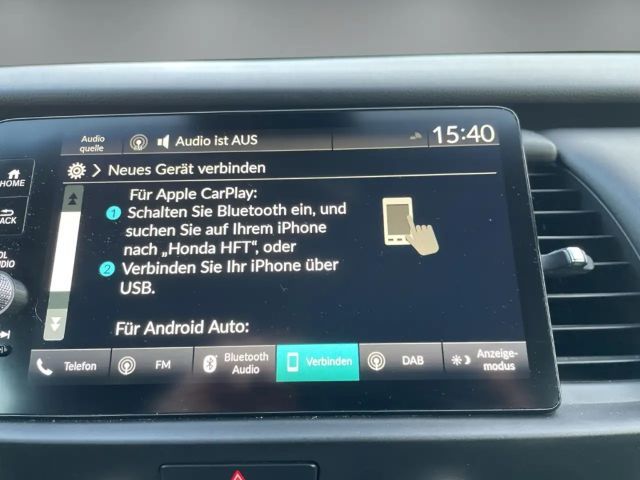 Audio
quelle
Audio ist AUS
15:40
HOME
Neues Gerät verbinden
Für Apple CarPlay:
1 Schalten Sie Bluetooth ein, und
suchen Sie auf Ihrem iPhone
nach „Honda HFT“, oder
2 Verbinden Sie Ihr iPhone über
USB.
Für Android Auto:
Telefon
FM
Bluetooth
Audio
Verbinden
DAB
Anzeige-
modus